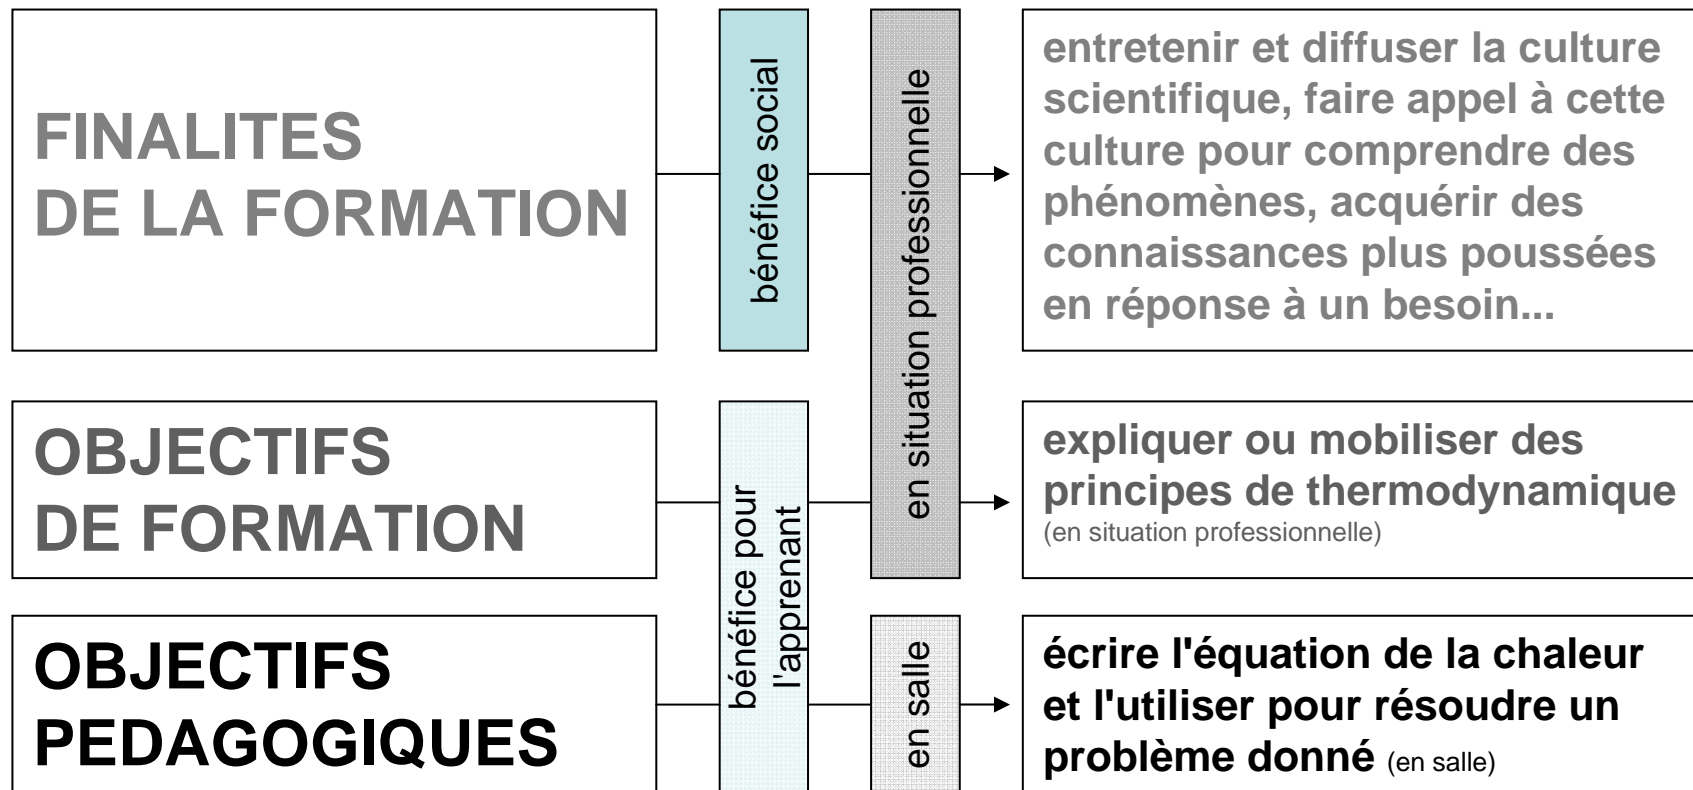 FINALITES
DE LA FORMATION
bénéfice social
en situation professionnelle
entretenir et diffuser la culture
scientifique, faire appel à cette
culture pour comprendre des
phénomènes, acquérir des
connaissances plus poussées
en réponse à un besoin...
OBJECTIFS
DE FORMATION
bénéfice pour
l'apprenant
expliquer ou mobiliser des
principes de thermodynamique
(en situation professionnelle)
OBJECTIFS
PEDAGOGIQUES
en salle
écrire l'équation de la chaleur
et l'utiliser pour résoudre un
problème donné (en salle)